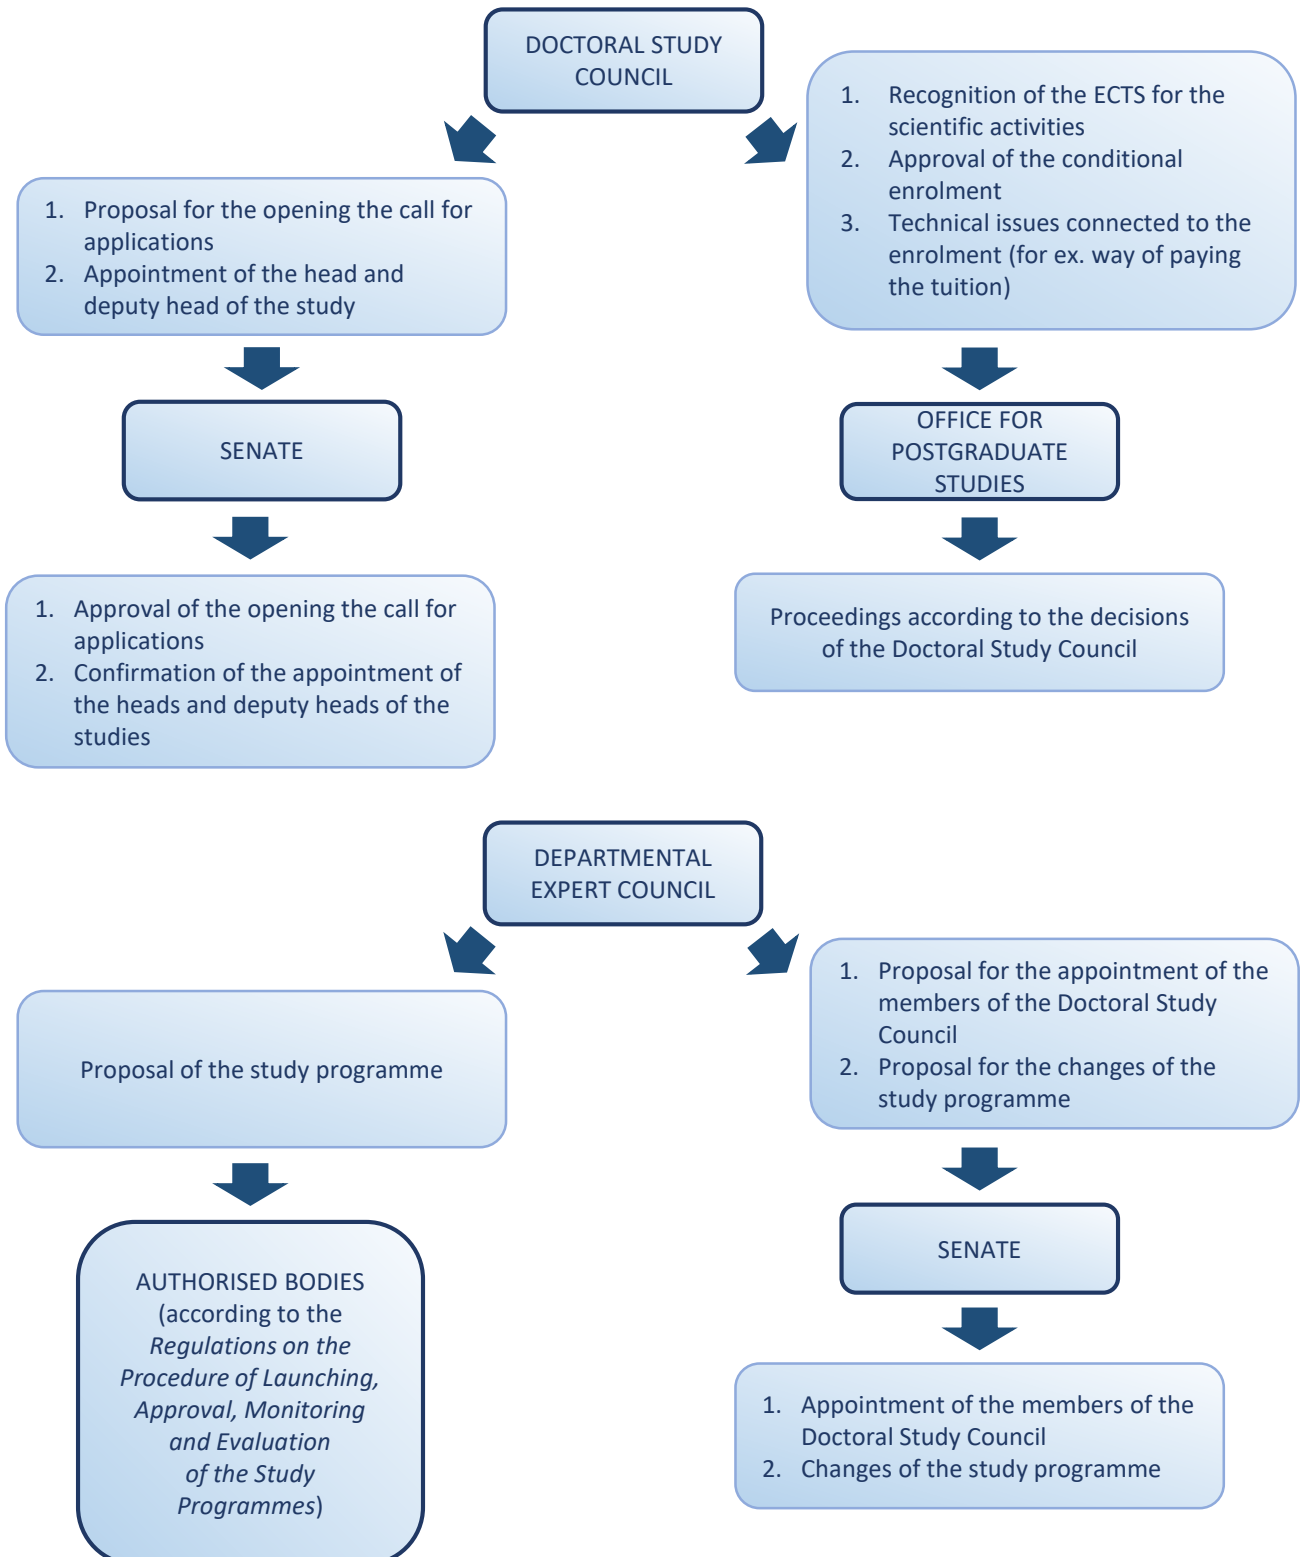 DOCTORAL STUDY
COUNCIL
1. Proposal for the opening the call for
applications
2. Appointment of the head and
deputy head of the study
1. Recognition of the ECTS for the
scientific activities
2. Approval of the conditional
enrolment
3. Technical issues connected to the
enrolment (for ex. way of paying
the tuition)
SENATE
OFFICE FOR
POSTGRADUATE
STUDIES
1. Approval of the opening the call for
applications
2. Confirmation of the appointment of
the heads and deputy heads of the
studies
Proceedings according to the decisions
of the Doctoral Study Council
DEPARTMENTAL
EXPERT COUNCIL
Proposal of the study programme
1. Proposal for the appointment of the
members of the Doctoral Study
Council
2. Proposal for the changes of the
study programme
AUTHORISED BODIES
(according to the
Regulations on the
Procedure of Launching,
Approval, Monitoring
and Evaluation
of the Study
Programmes)
SENATE
1. Appointment of the members of the
Doctoral Study Council
2. Changes of the study programme